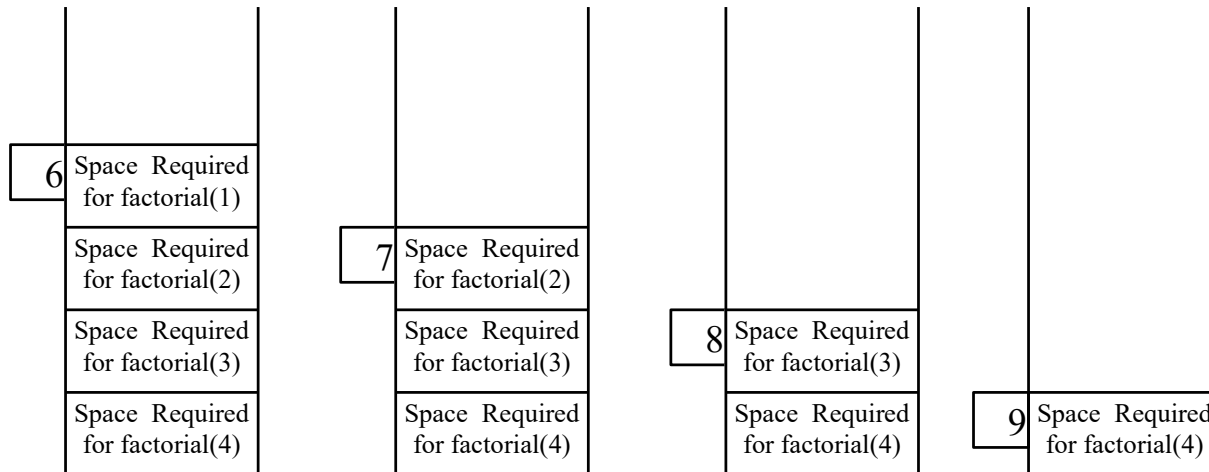 6
Space Required
for factorial(1)
Space Required
for factorial(2)
Space Required
for factorial(3)
Space Required
for factorial(4)
7
Space Required
for factorial(2)
Space Required
for factorial(3)
Space Required
for factorial(4)
8
Space Required
for factorial(3)
Space Required
for factorial(4)
9
Space Required
for factorial(4)